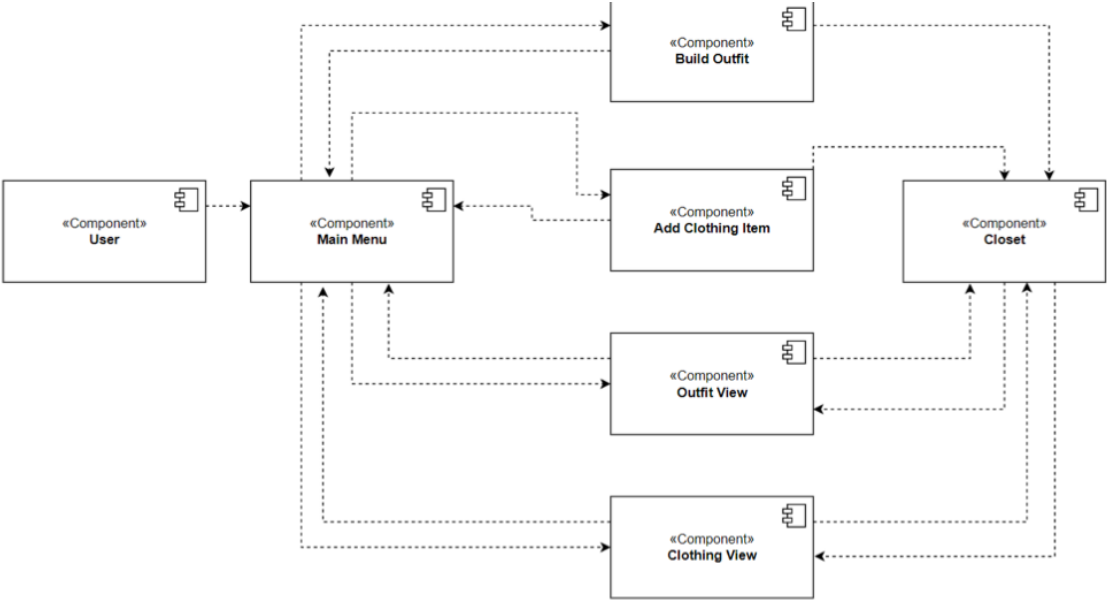 «Component»
Build Outfit
«Component»
User
«Component»
Main Menu
«Component»
Add Clothing Item
«Component»
Closet
«Component»
Outfit View
«Component»
Clothing View